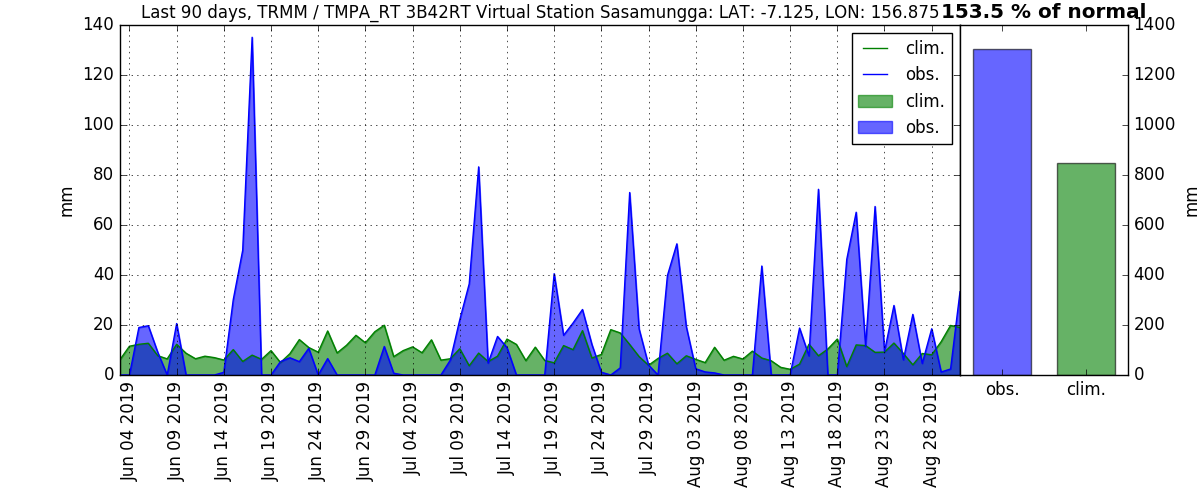 Last 90 days, TRMM / TMPA_RT 3B42RT Virtual Station Sasamungga: LAT: -7.125, LON: 156.875
153.5 % of normal
mm
140
120
100
80
60
40
20
0
clim.
obs.
clim.
obs.
1400
1200
1000
800
600
400
200
0
mm
Jun 04 2019
Jun 09 2019
Jun 14 2019
Jun 19 2019
Jun 24 2019
Jun 29 2019
Jul 04 2019
Jul 09 2019
Jul 14 2019
Jul 19 2019
Jul 24 2019
Jul 29 2019
Aug 03 2019
Aug 08 2019
Aug 13 2019
Aug 18 2019
Aug 23 2019
Aug 28 2019
obs.
clim.